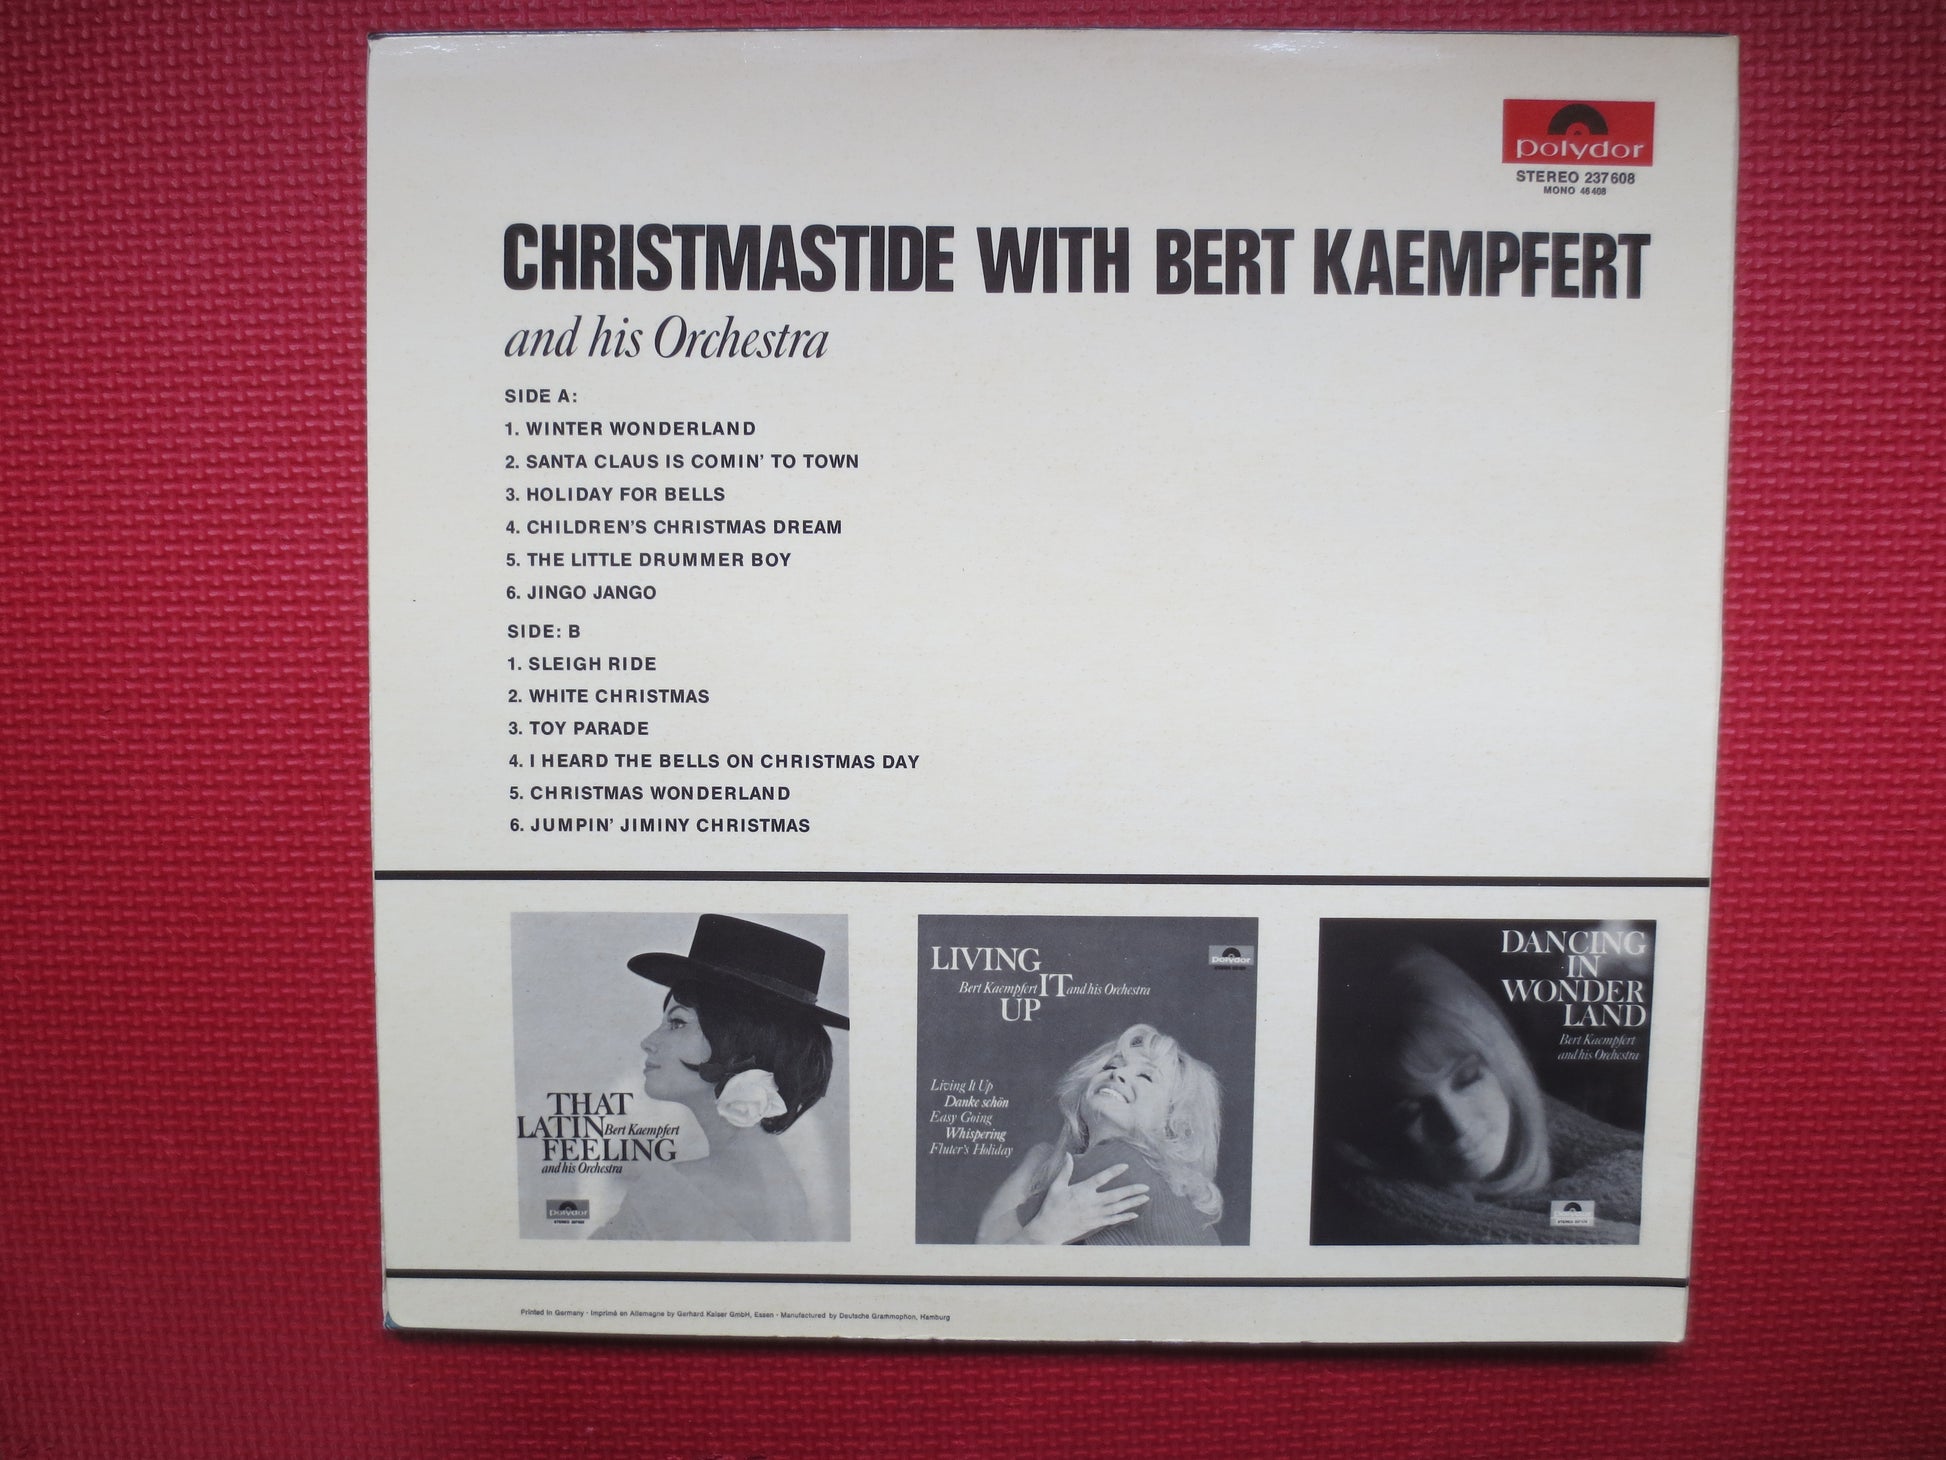 polydor
STEREO 237 608
MONO 46 408
CHRISTMASTIDE WITH BERT KAEMPFERT
and his Orchestra
SIDE A:
1. WINTER WONDERLAND
2. SANTA CLAUS IS COMIN' TO TOWN
3. HOLIDAY FOR BELLS
4. CHILDREN'S CHRISTMAS DREAM
5. THE LITTLE DRUMMER BOY
6. JINGO JANGO
SIDE: B
1. SLEIGH RIDE
2. WHITE CHRISTMAS
3. TOY PARADE
4. I HEARD THE BELLS ON CHRISTMAS DAY
5. CHRISTMAS WONDERLAND
6. JUMPIN' JIMINY CHRISTMAS
THAT
LATIN Bert Kaempfert
FEELING
and his Orchestra
polydor
LIVING
Bert Kaempfert IT and his Orchestra
UP
polydor
Living It Up
Danke schön
Easy Going
Whispering
Fluter's Holiday
DANCING
IN
WONDER
LAND
Bert Kaempfert
and his Orchestra
polydor
Printed in Germany · Imprimé en Allemagne by Gerhard Kaiser GmbH, Essen · Manufactured by Deutsche Grammophon, Hamburg